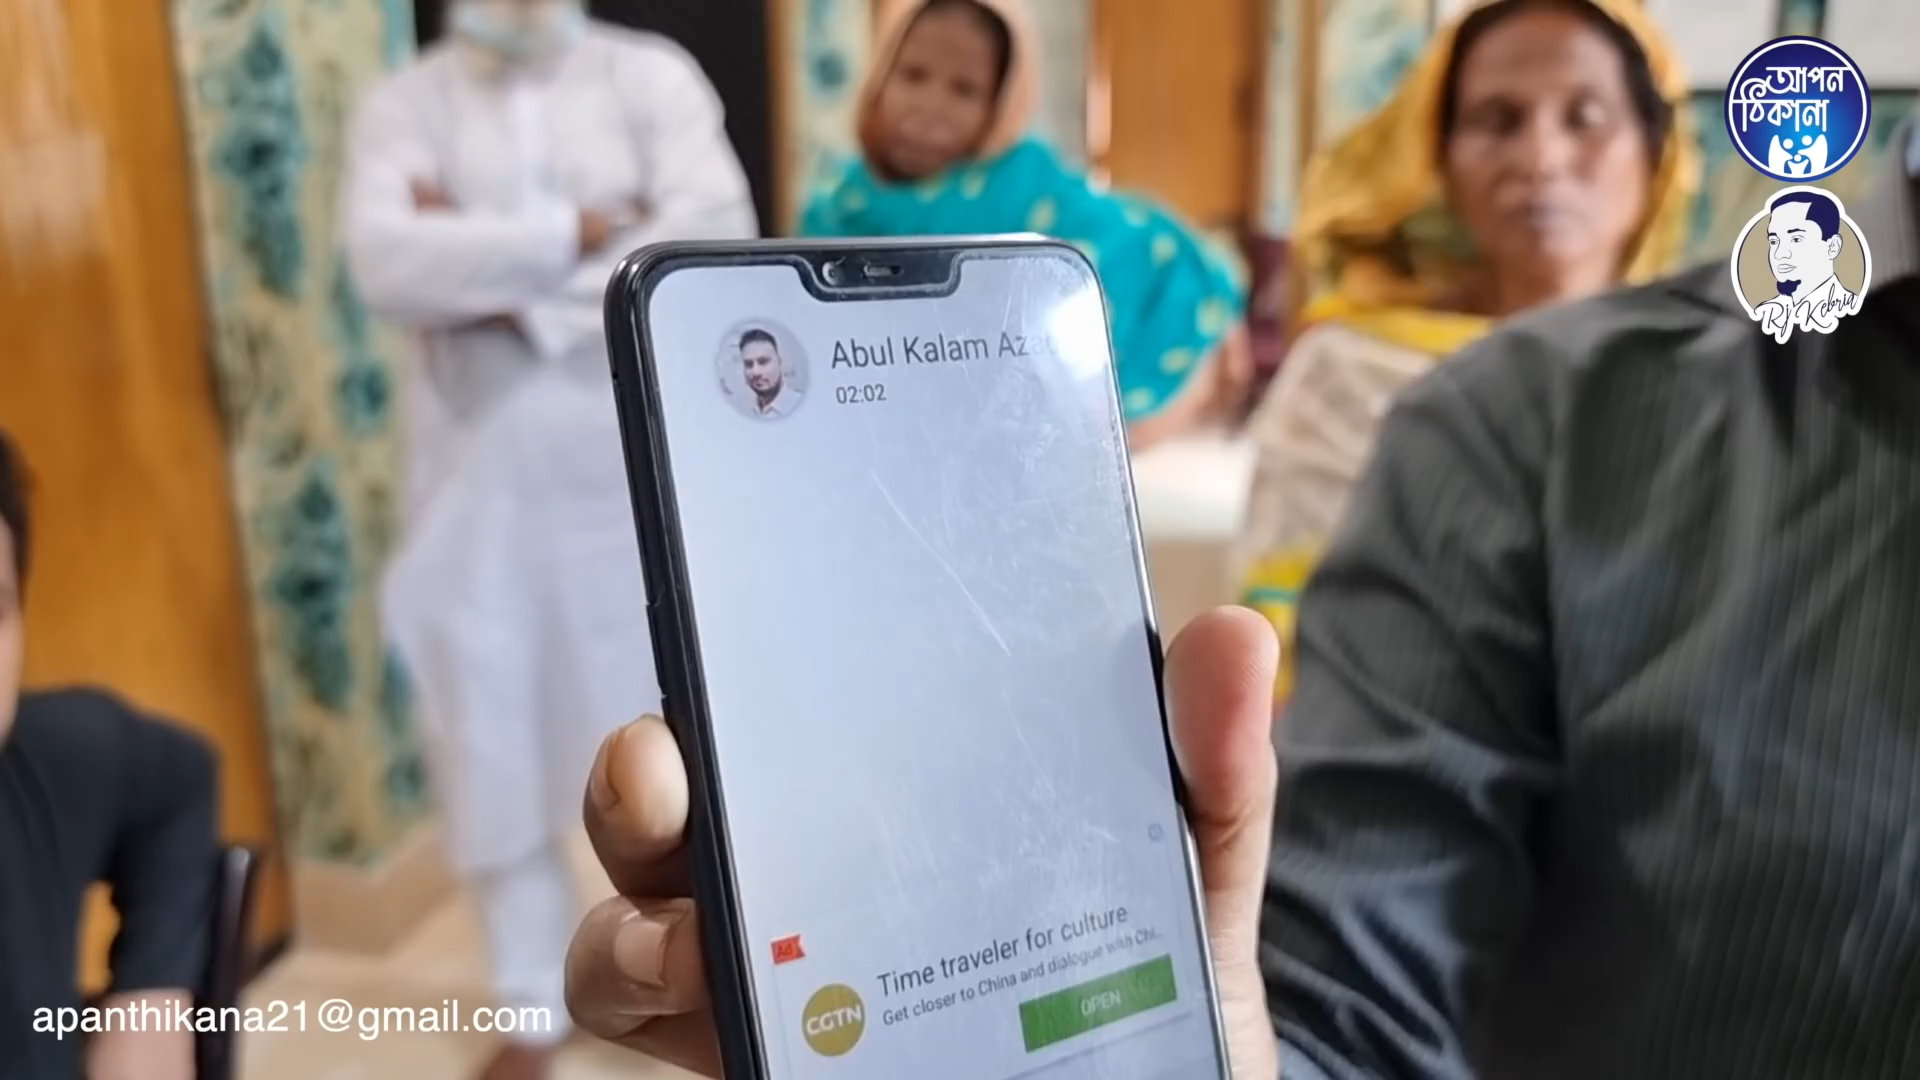 আপন
ঠিকানা
Rj Kebria
Abul Kalam Azad
02:02
Ad
Time traveler for culture
Get closer to China and dialogue with Chi...
CGTN
OPEN
apanthikana21@gmail.com